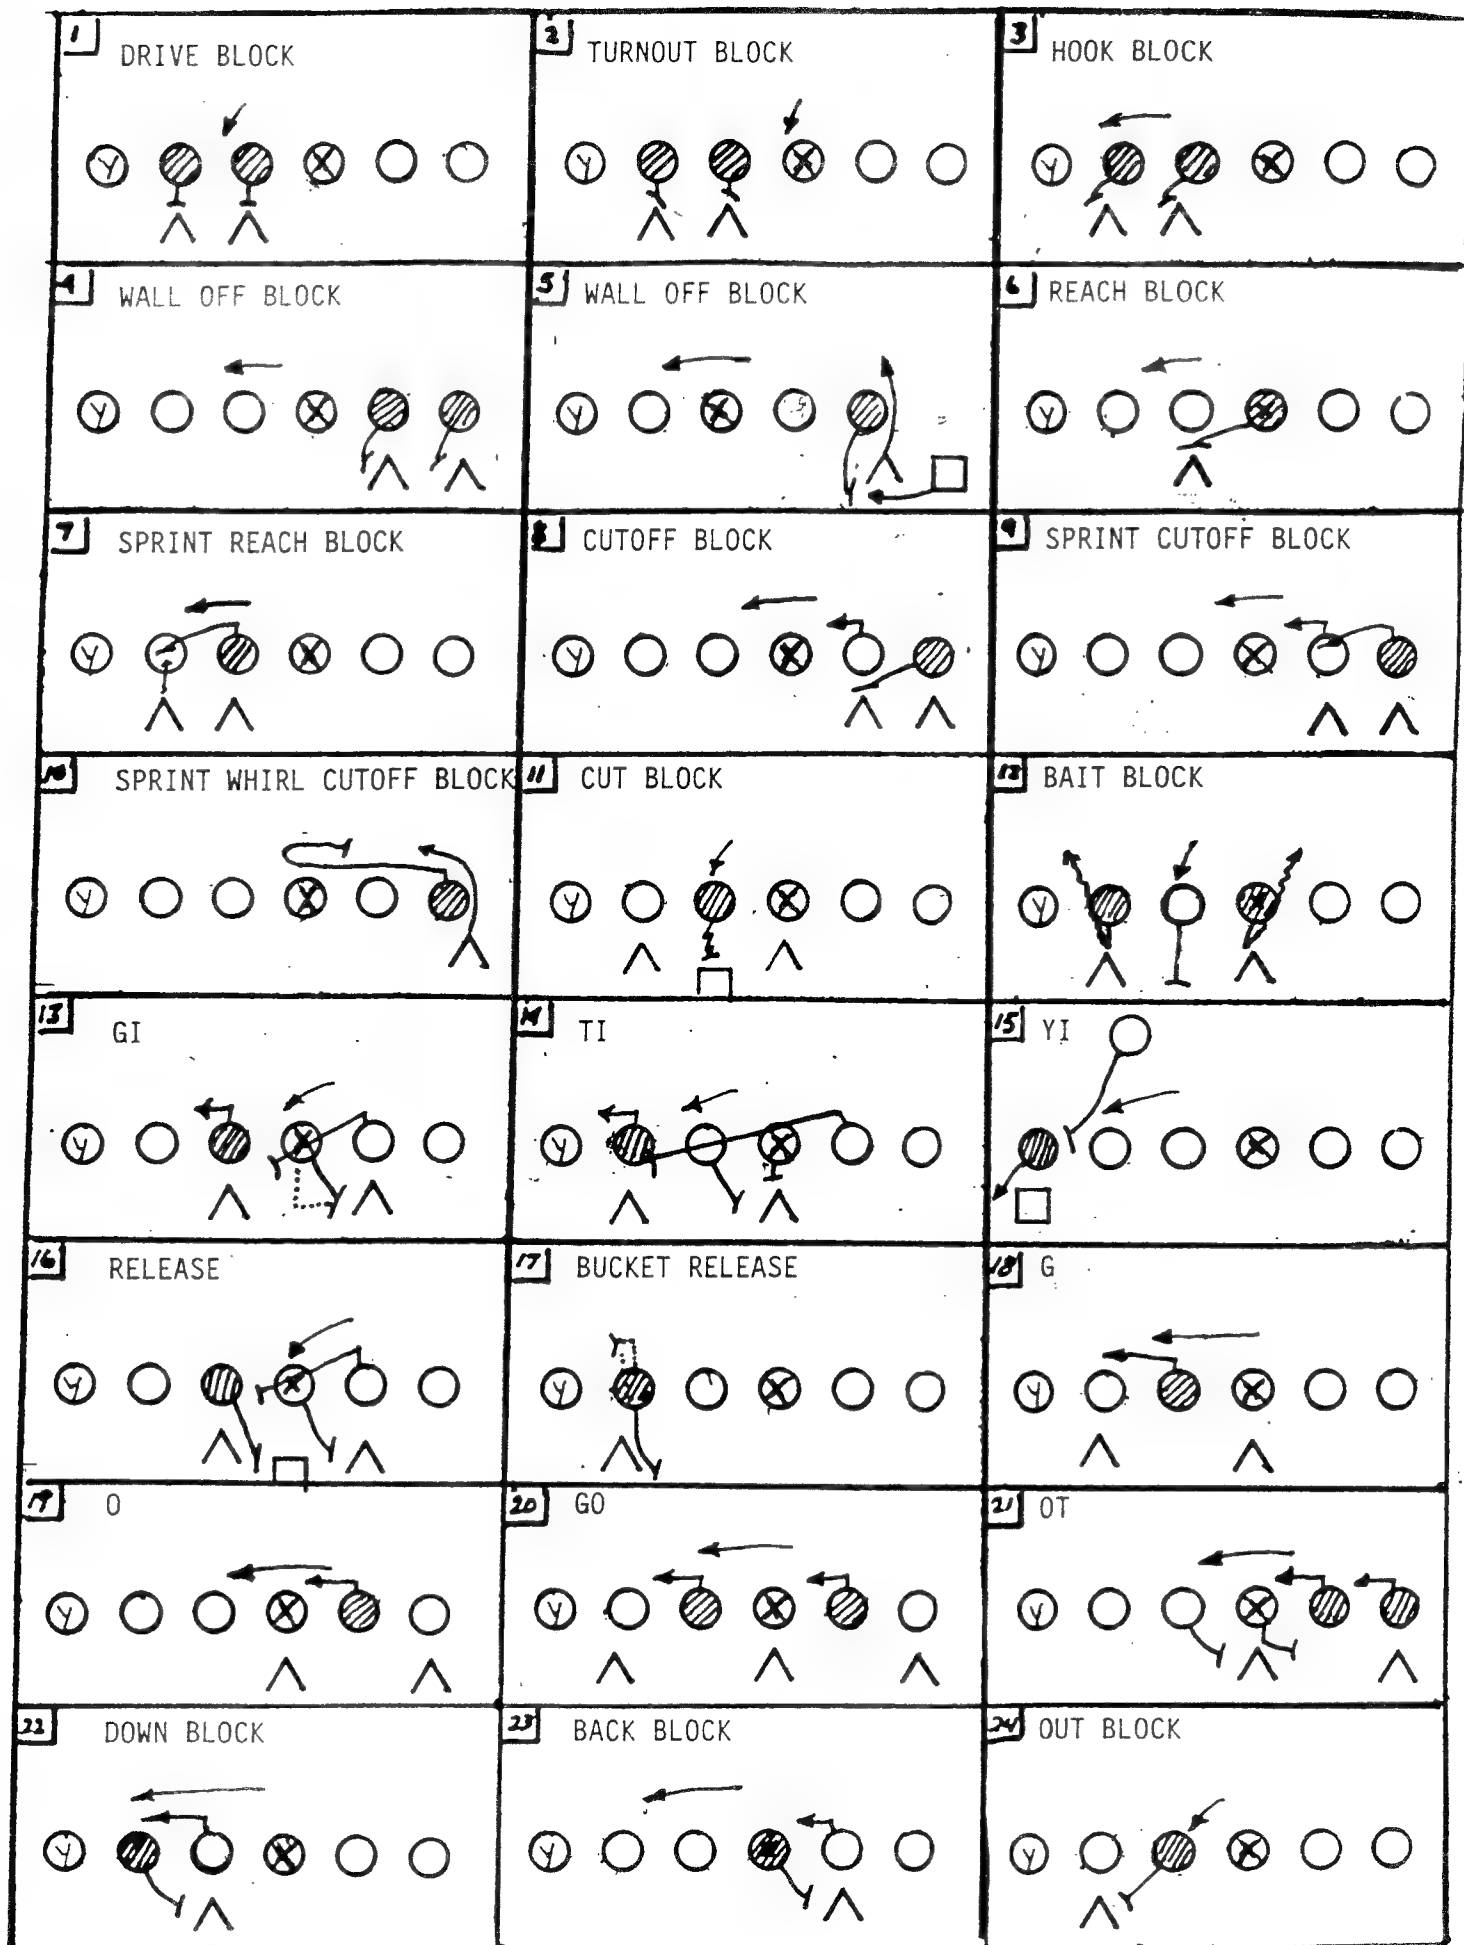 1 DRIVE BLOCK
Y X
2 TURNOUT BLOCK
Y X
3 HOOK BLOCK
Y X
4 WALL OFF BLOCK
Y X
5 WALL OFF BLOCK
Y X
6 REACH BLOCK
Y X
7 SPRINT REACH BLOCK
Y X
8 CUTOFF BLOCK
Y X
9 SPRINT CUTOFF BLOCK
Y X
10 SPRINT WHIRL CUTOFF BLOCK
Y X
11 CUT BLOCK
Y X
12 BAIT BLOCK
Y X
13 GI
Y X
14 TI
Y X
15 YI
X
16 RELEASE
Y X
17 BUCKET RELEASE
Y X
18 G
Y X
19 O
Y X
20 GO
Y X
21 OT
Y X
22 DOWN BLOCK
Y X
23 BACK BLOCK
Y X
24 OUT BLOCK
Y X